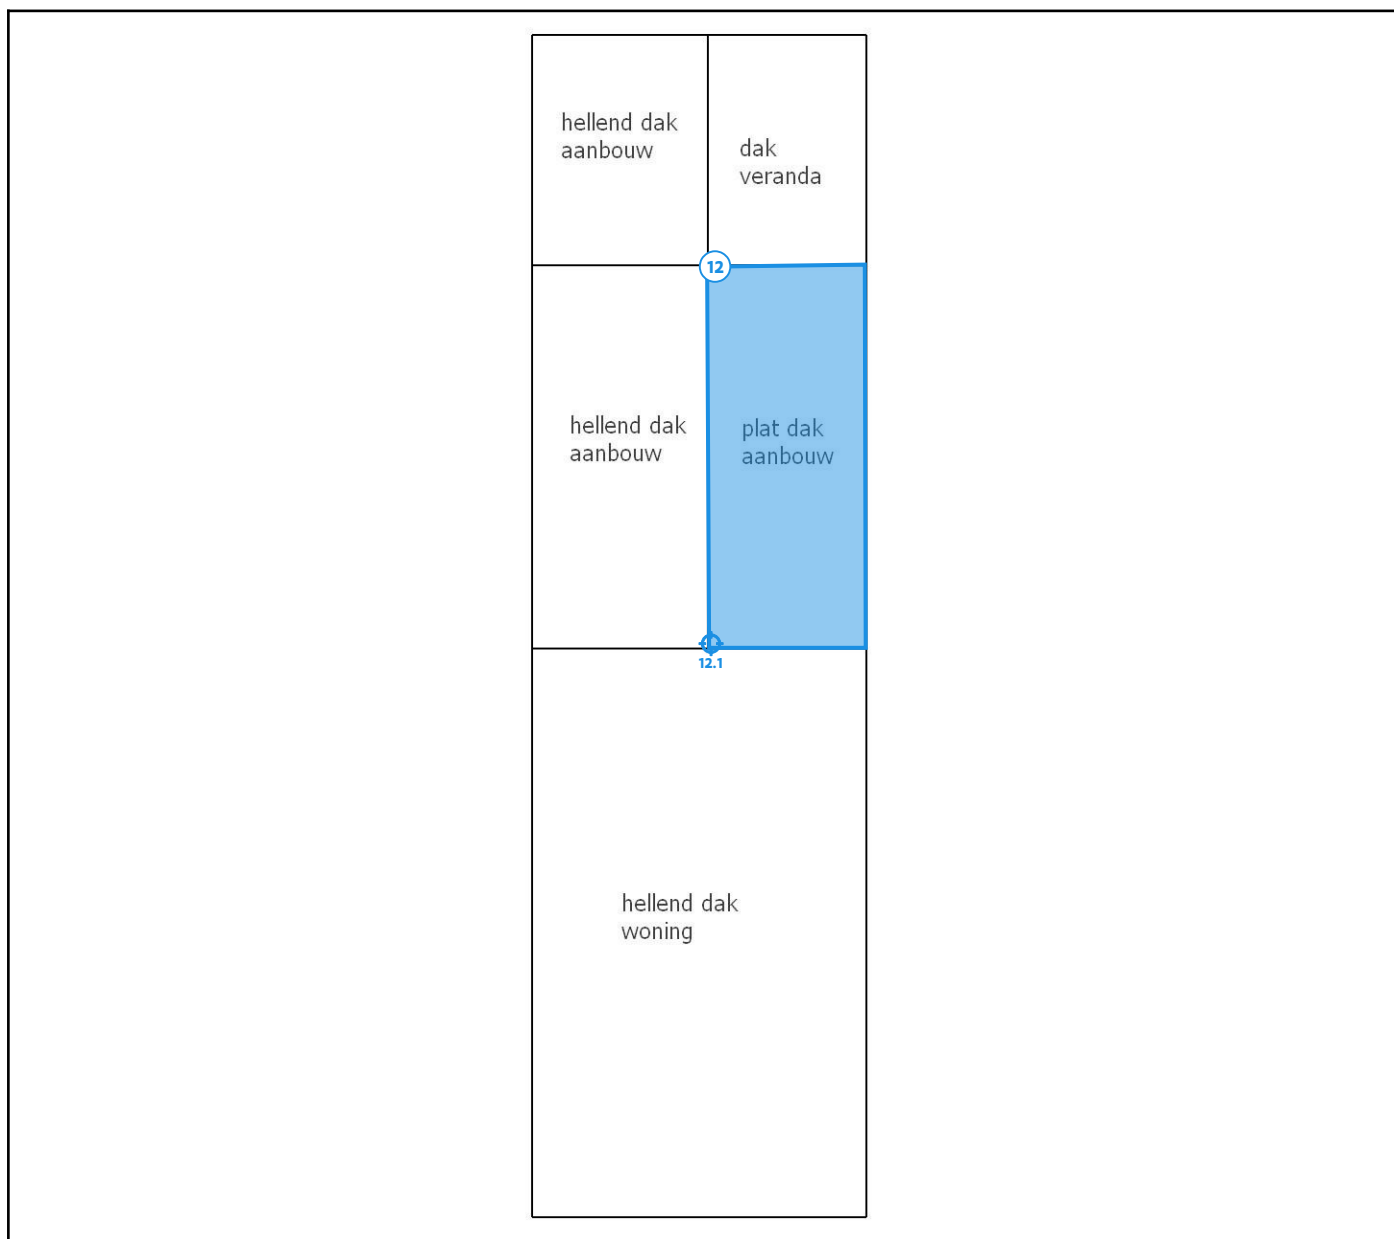 hellend dak
aanbouw
dak
veranda
12
hellend dak
aanbouw
plat dak
aanbouw
12.1
hellend dak
woning